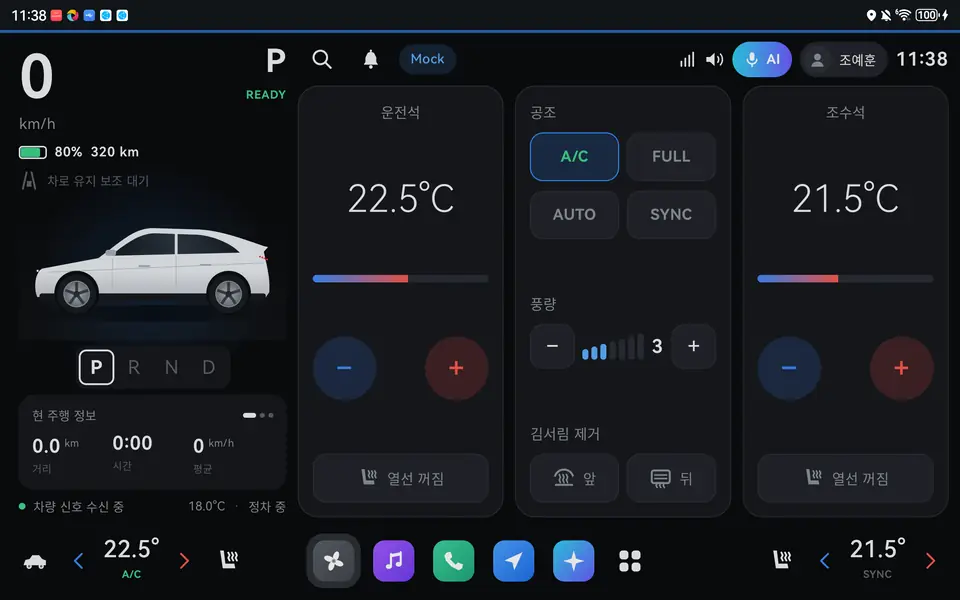 11:38
100
0
P
READY
km/h
80% 320 km
차로 유지 보조 대기
P R N D
현 주행 정보
0.0 km
거리
0:00
시간
0 km/h
평균
차량 신호 수신 중
18.0°C · 정차 중
Mock
AI
조예훈
11:38
운전석
22.5°C
− +
열선 꺼짐
공조
A/C FULL
AUTO SYNC
풍량
− 3 +
김서림 제거
앞 뒤
조수석
21.5°C
− +
열선 꺼짐
22.5°
A/C
21.5°
SYNC